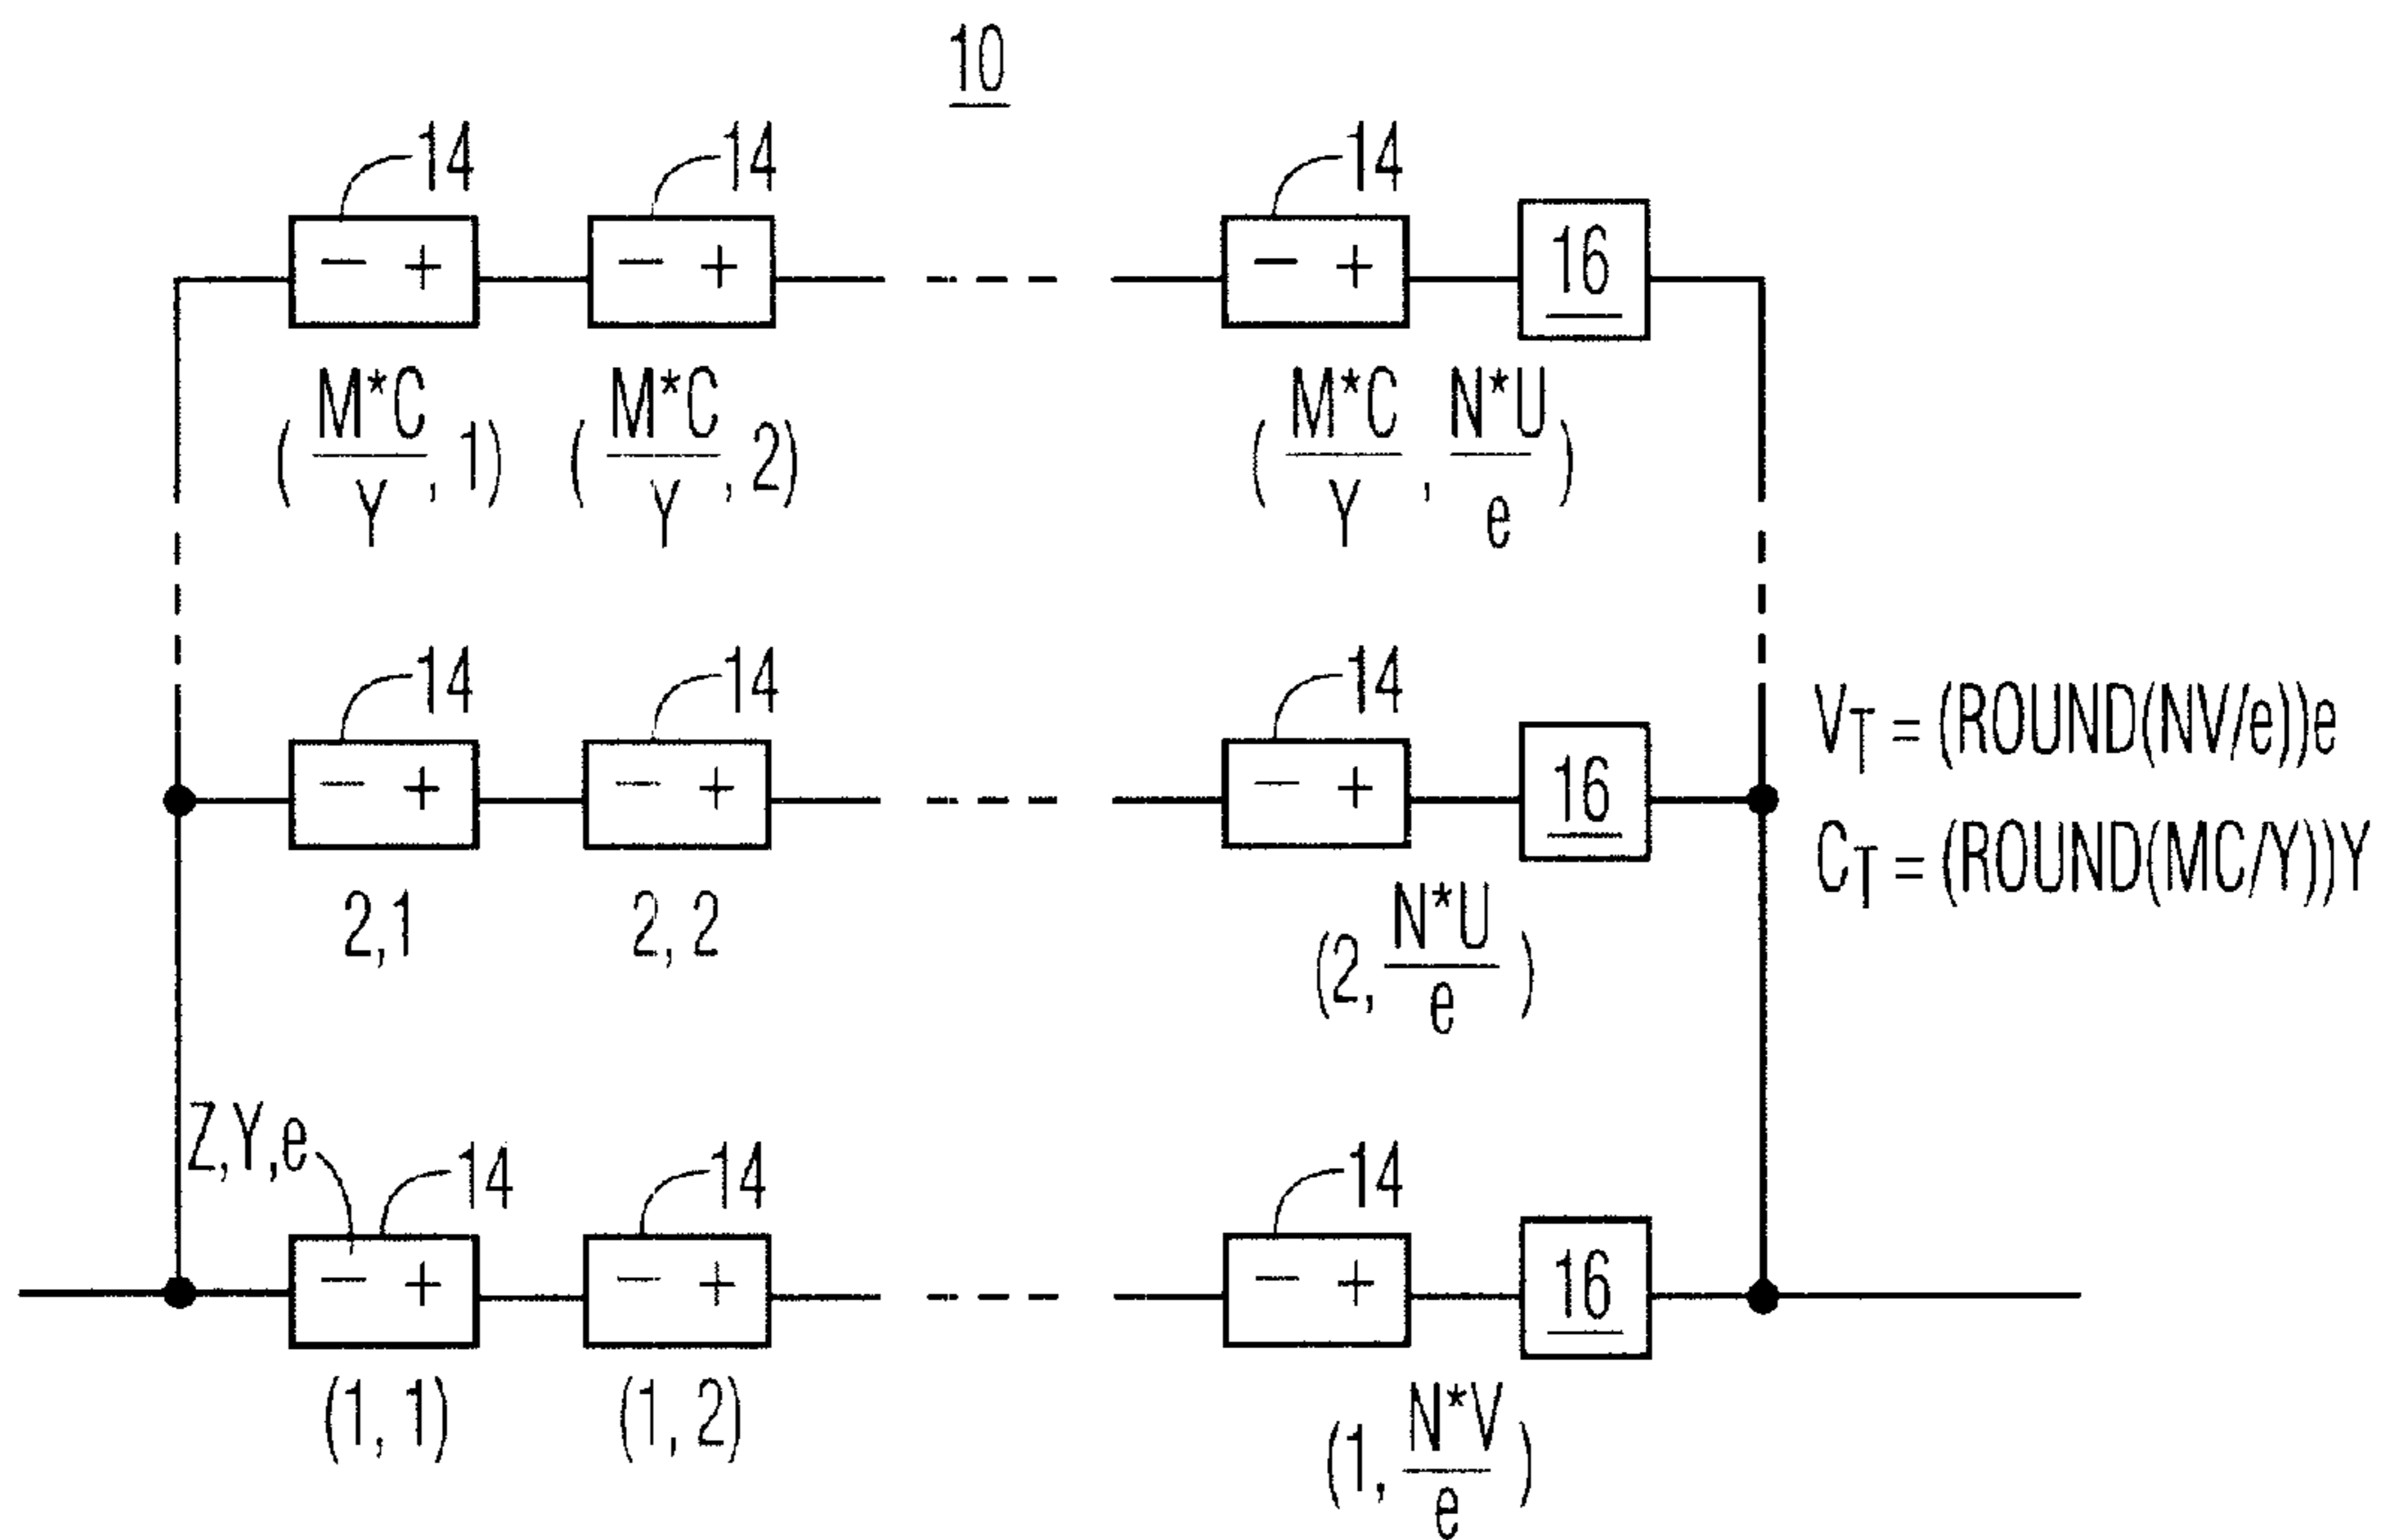 10
14 14 14
− + − + − + 16
(M*C/Y, 1) (M*C/Y, 2) (M*C/Y, N*U/e)
14 14 14
− + − + − + 16
V_T = (ROUND(NV/e))e
C_T = (ROUND(MC/Y))Y
2,1 2,2 (2, N*U/e)
Z,Y,e 14 14 14
− + − + − + 16
(1, 1) (1, 2) (1, N*V/e)